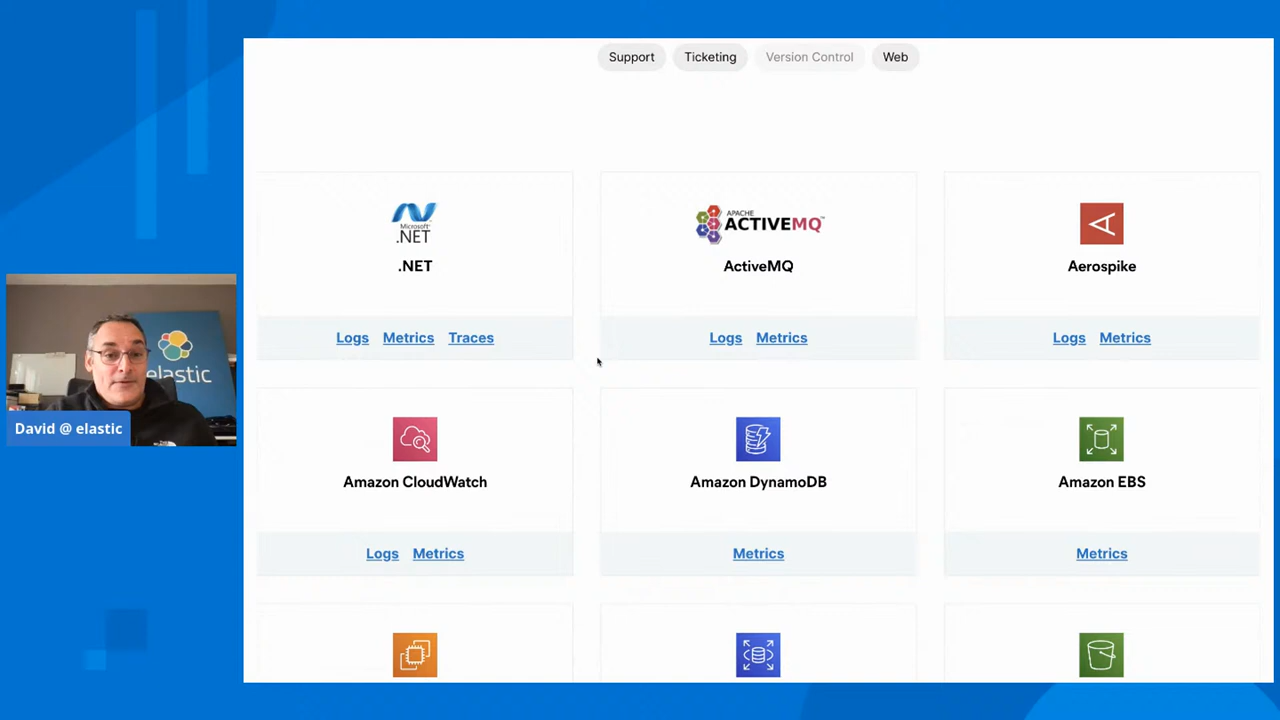 Support Ticketing Version Control Web
Microsoft®
.NET
.NET
Logs Metrics Traces
APACHE
ACTIVEMQ™
ActiveMQ
Logs Metrics
Aerospike
Logs Metrics
elastic
David @ elastic
Amazon CloudWatch
Logs Metrics
Amazon DynamoDB
Metrics
Amazon EBS
Metrics